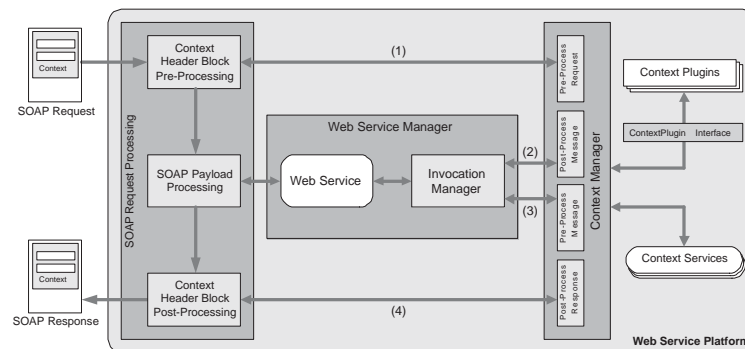 Context
SOAP Request
Context
SOAP Response
SOAP Request Processing
Context
Header Block
Pre-Processing
SOAP Payload
Processing
Context
Header Block
Post-Processing
(1)
Web Service Manager
Web Service
Invocation
Manager
(2)
(3)
(4)
Pre-Process
Request
Post-Process
Message
Pre-Process
Message
Post-Process
Response
Context Manager
Context Plugins
ContextPlugin Interface
Context Services
Web Service Platform